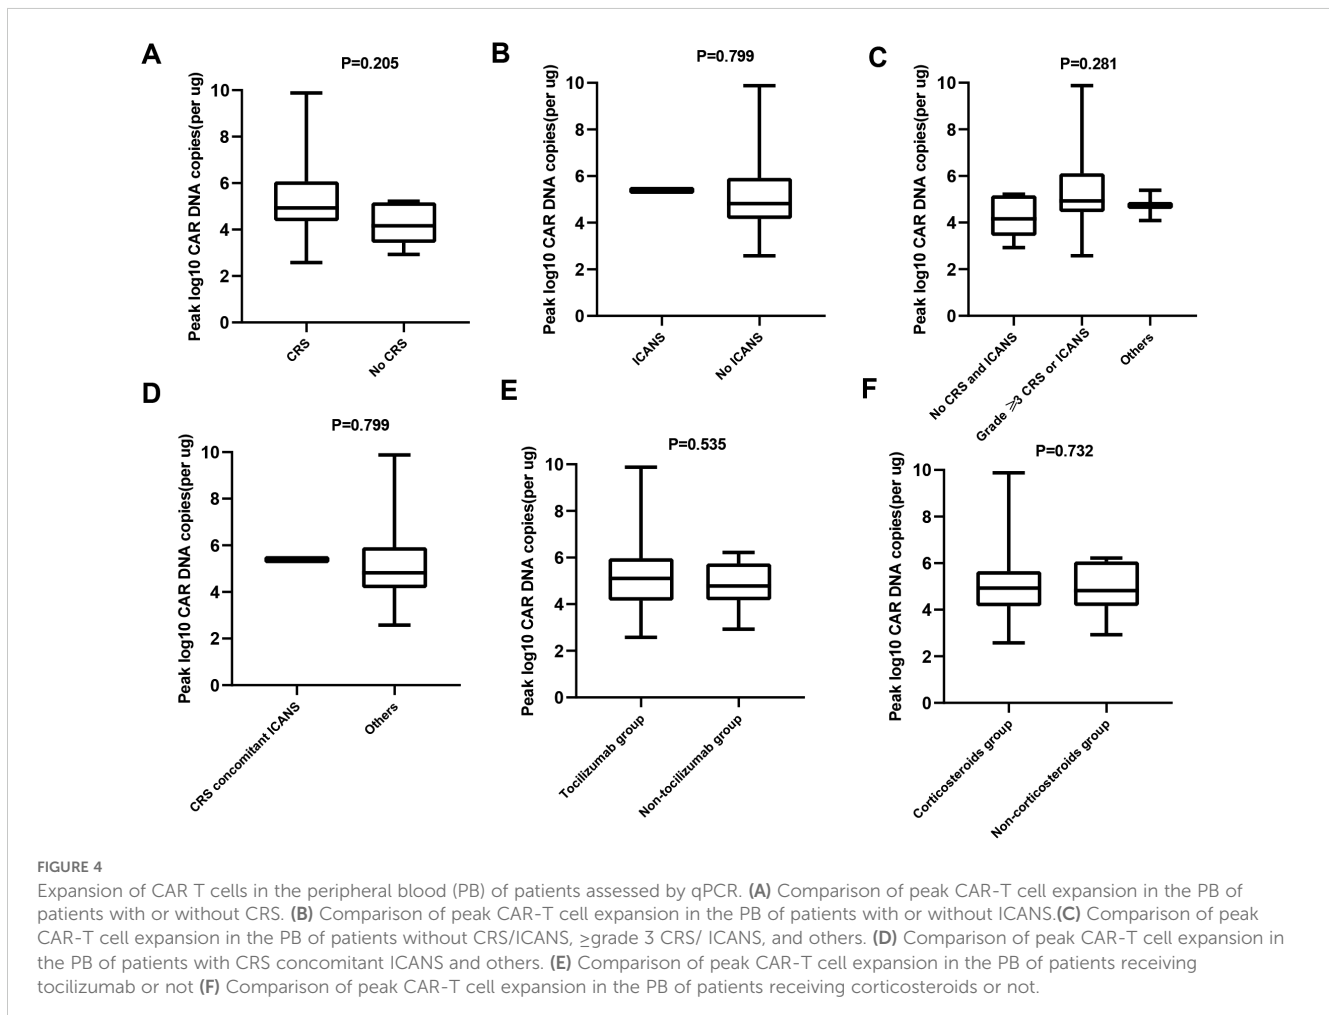 A
P=0.205
Peak log10 CAR DNA copies(per ug)
10
8
6
4
2
0
CRS
No CRS
B
P=0.799
Peak log10 CAR DNA copies(per ug)
10
8
6
4
2
0
ICANS
No ICANS
C
P=0.281
Peak log10 CAR DNA copies(per ug)
10
8
6
4
2
0
No CRS and ICANS
Grade ⩾3 CRS or ICANS
Others
D
P=0.799
Peak log10 CAR DNA copies(per ug)
10
8
6
4
2
0
CRS concomitant ICANS
Others
E
P=0.535
Peak log10 CAR DNA copies(per ug)
10
8
6
4
2
0
Tocilizumab group
Non-tocilizumab group
F
P=0.732
Peak log10 CAR DNA copies(per ug)
10
8
6
4
2
0
Corticosteroids group
Non-corticosteroids group
FIGURE 4
Expansion of CAR T cells in the peripheral blood (PB) of patients assessed by qPCR. (A) Comparison of peak CAR-T cell expansion in the PB of
patients with or without CRS. (B) Comparison of peak CAR-T cell expansion in the PB of patients with or without ICANS.(C) Comparison of peak
CAR-T cell expansion in the PB of patients without CRS/ICANS, ≥grade 3 CRS/ ICANS, and others. (D) Comparison of peak CAR-T cell expansion in
the PB of patients with CRS concomitant ICANS and others. (E) Comparison of peak CAR-T cell expansion in the PB of patients receiving
tocilizumab or not (F) Comparison of peak CAR-T cell expansion in the PB of patients receiving corticosteroids or not.